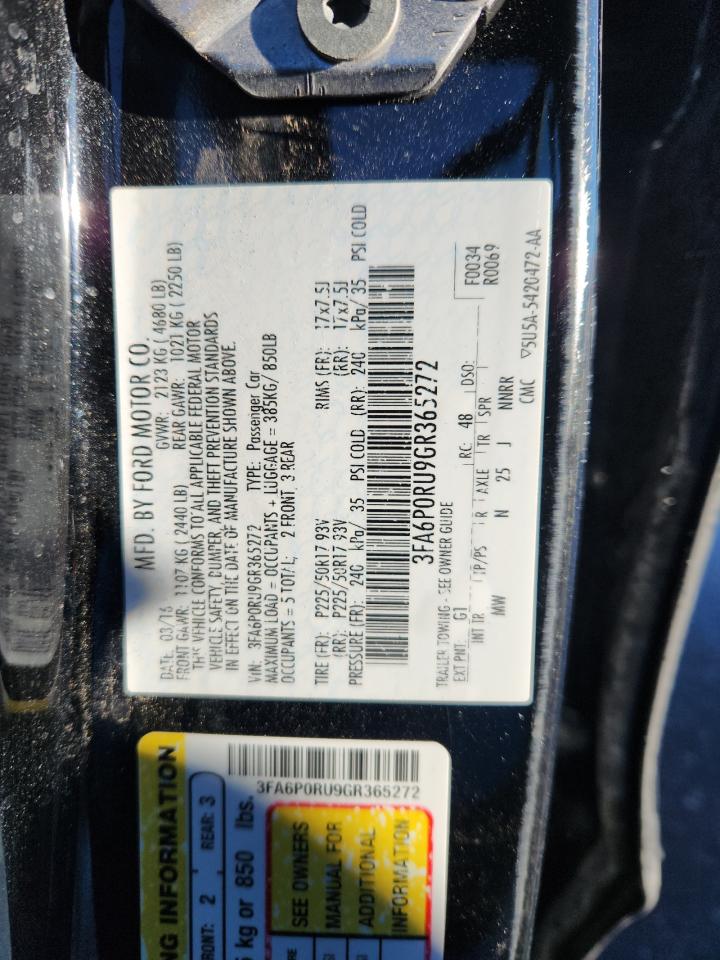 MFD. BY FORD MOTOR CO.
DATE: 03/16 GVWR: 2123 KG ( 4680 LB)
FRONT GAWR: 1107 KG ( 2440 LB) REAR GAWR: 1021 KG ( 2250 LB)
THIS VEHICLE CONFORMS TO ALL APPLICABLE FEDERAL MOTOR
VEHICLE SAFETY, BUMPER, AND THEFT PREVENTION STANDARDS
IN EFFECT ON THE DATE OF MANUFACTURE SHOWN ABOVE.
VIN: 3FA6P0RU9GR365272 TYPE: Passenger Car
MAXIMUM LOAD = OCCUPANTS + LUGGAGE = 385KG/ 850LB
OCCUPANTS = 5 TOT/L: 2 FRONT, 3 REAR
TIRE (FR): P225/50R17 93V RIMS (FR): 17x7.5J
(RR): P225/50R17 93V (RR): 17x7.5J
PRESSURE (FR): 240 kPa/ 35 PSI COLD (RR): 240 kPa/ 35 PSI COLD
3FA6P0RU9GR365272
TRAILER TOWING - SEE OWNER GUIDE F0034
EXT PNT: G1 RC: 48 DSO: R0069
INT TR TP/PS R AXLE TR SPR
MW N 25 J NNRR
CMC ▽5U5A-5420472-AA
NG INFORMATION
FRONT: 2 REAR: 3
kg or 850 lbs.
3FA6P0RU9GR365272
SEE OWNERS
MANUAL FOR
ADDITIONAL
INFORMATION